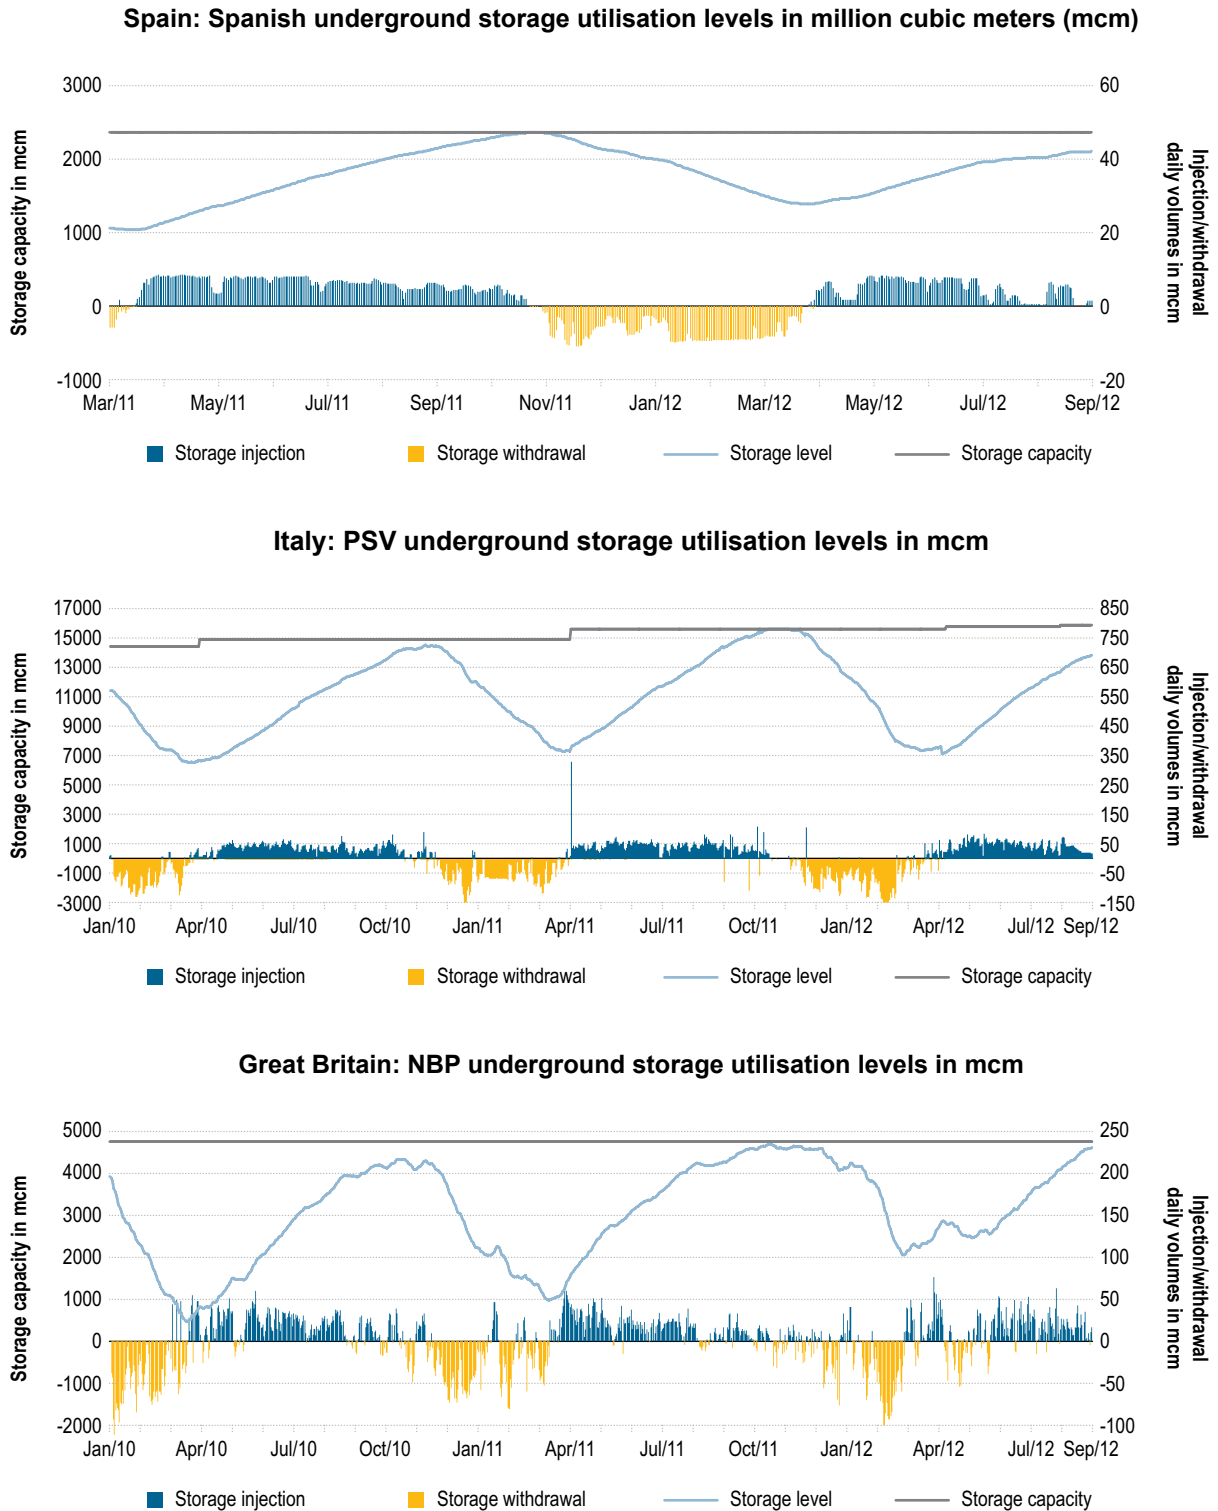 Spain: Spanish underground storage utilisation levels in million cubic meters (mcm)
Storage capacity in mcm
3000
2000
1000
0
-1000
60
40
20
0
-20
Injection/withdrawal
daily volumes in mcm
Mar/11 May/11 Jul/11 Sep/11 Nov/11 Jan/12 Mar/12 May/12 Jul/12 Sep/12
Storage injection Storage withdrawal Storage level Storage capacity
Italy: PSV underground storage utilisation levels in mcm
Storage capacity in mcm
17000
15000
13000
11000
9000
7000
5000
3000
1000
-1000
-3000
850
750
650
550
450
350
250
150
50
-50
-150
Injection/withdrawal
daily volumes in mcm
Jan/10 Apr/10 Jul/10 Oct/10 Jan/11 Apr/11 Jul/11 Oct/11 Jan/12 Apr/12 Jul/12 Sep/12
Storage injection Storage withdrawal Storage level Storage capacity
Great Britain: NBP underground storage utilisation levels in mcm
Storage capacity in mcm
5000
4000
3000
2000
1000
0
-1000
-2000
250
200
150
100
50
0
-50
-100
Injection/withdrawal
daily volumes in mcm
Jan/10 Apr/10 Jul/10 Oct/10 Jan/11 Apr/11 Jul/11 Oct/11 Jan/12 Apr/12 Jul/12 Sep/12
Storage injection Storage withdrawal Storage level Storage capacity